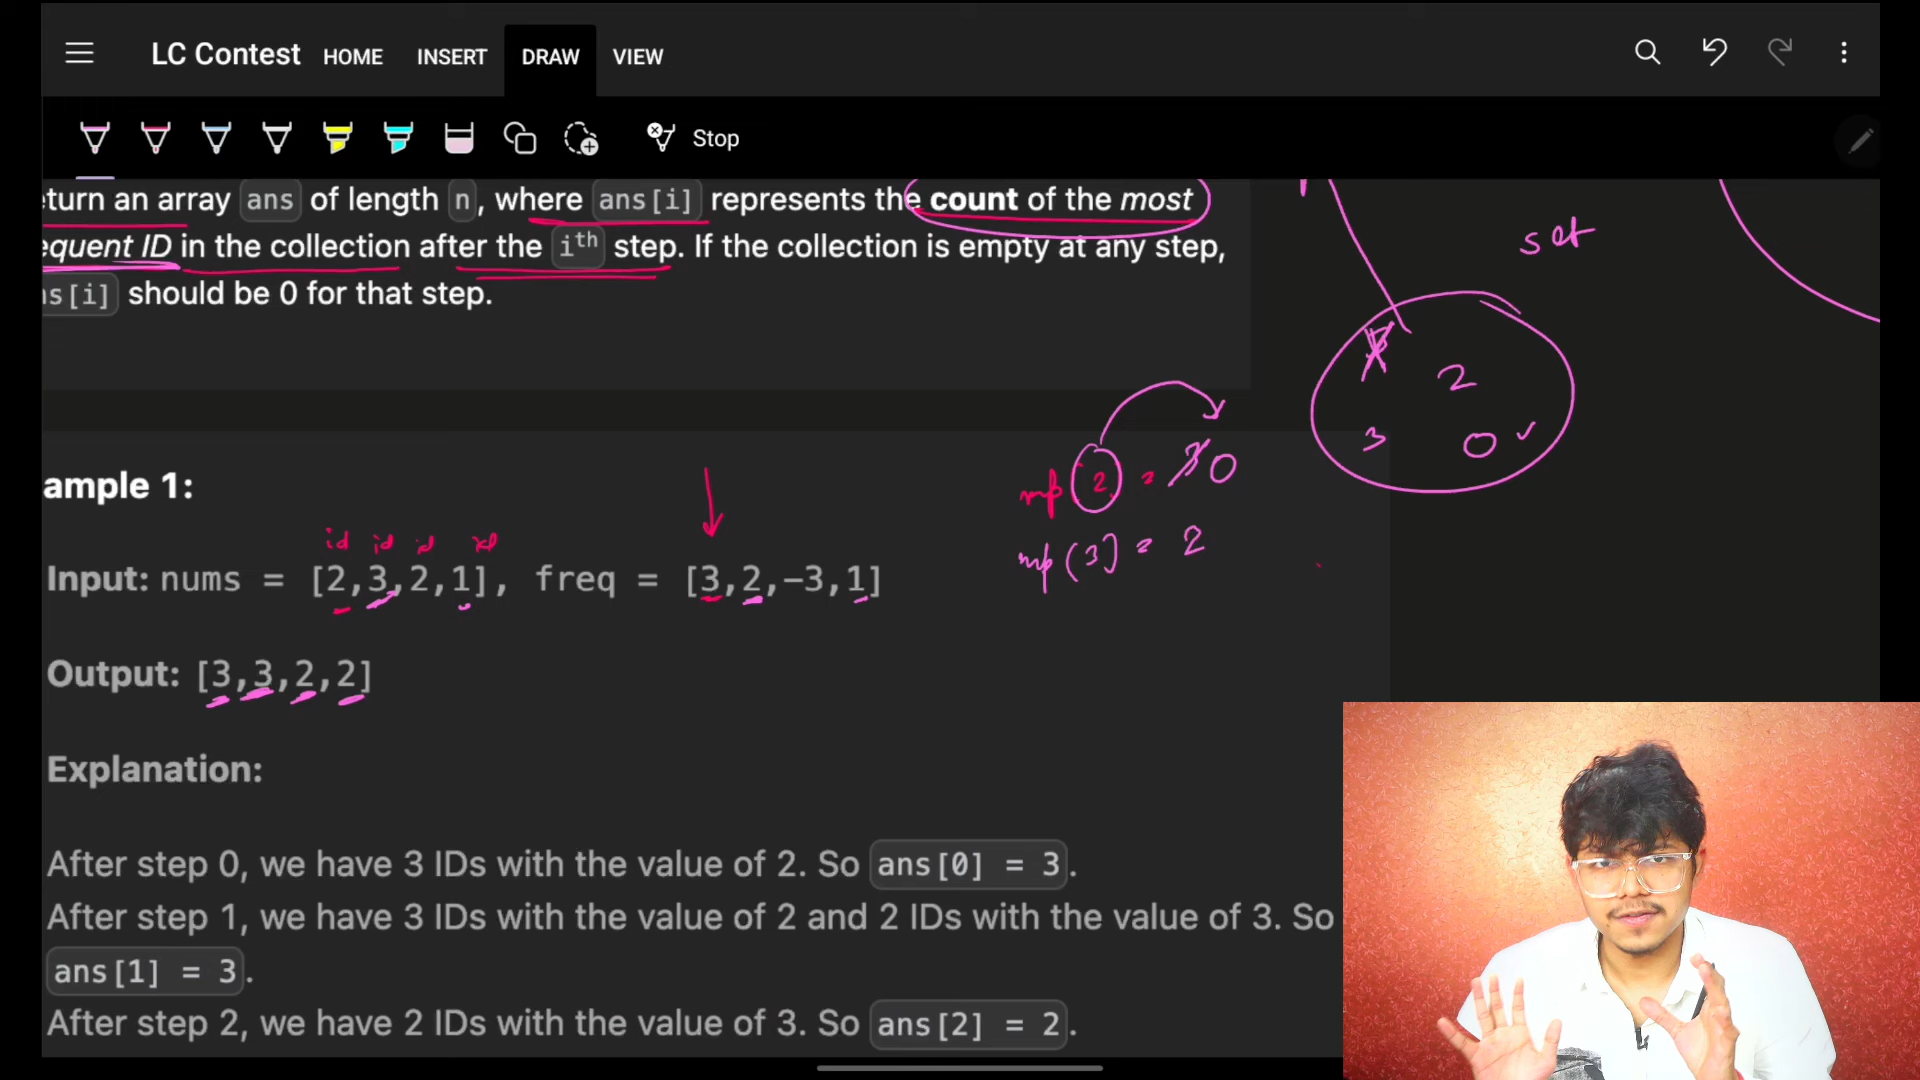 LC Contest HOME INSERT DRAW VIEW
Stop
eturn an array ans of length n, where ans[i] represents the count of the most
equent ID in the collection after the ith step. If the collection is empty at any step,
ns[i] should be 0 for that step.
set
2
3 0
mp 2 = 0
mp(3] = 2
ample 1:
id id id id
Input: nums = [2,3,2,1], freq = [3,2,-3,1]
Output: [3,3,2,2]
Explanation:
After step 0, we have 3 IDs with the value of 2. So ans[0] = 3.
After step 1, we have 3 IDs with the value of 2 and 2 IDs with the value of 3. So
ans[1] = 3.
After step 2, we have 2 IDs with the value of 3. So ans[2] = 2.